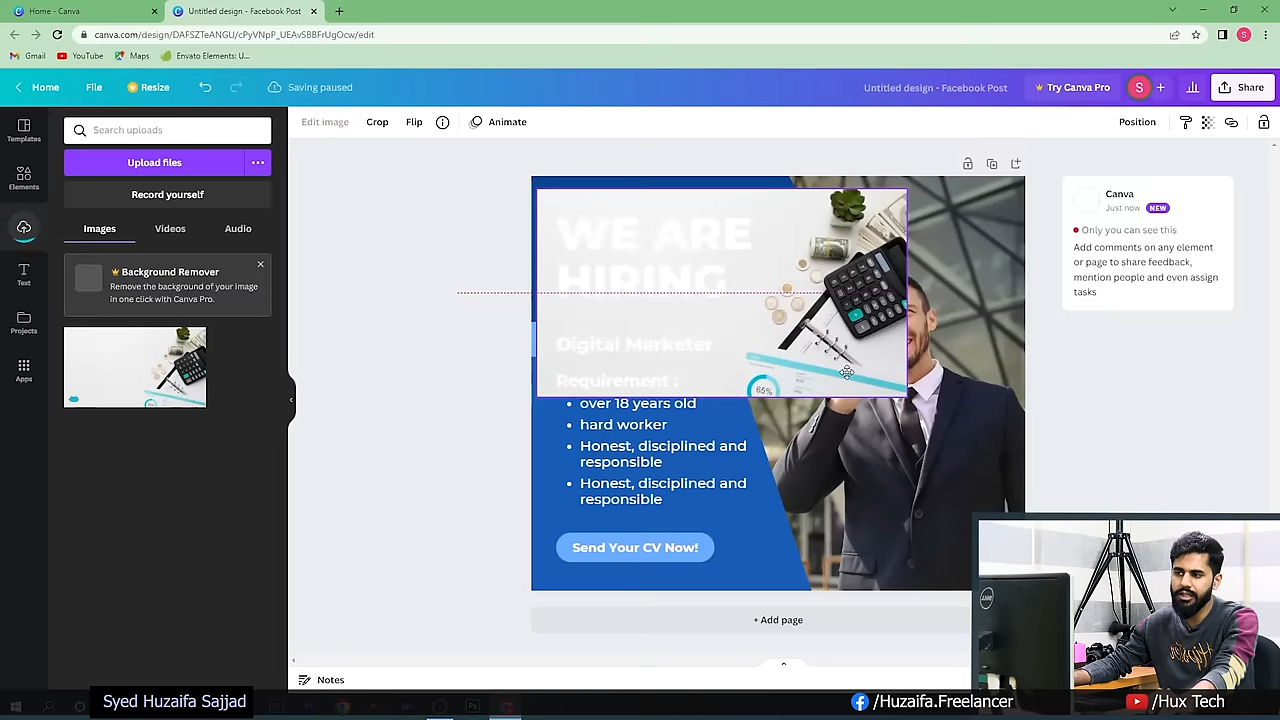 Home - Canva
Untitled design - Facebook Post
canva.com/design/DAFSZTeANGU/cPyVNpP_UEAvSBBFrUgOcw/edit
Gmail
YouTube
Maps
Envato Elements: U...
Home
File
Resize
Saving paused
Untitled design - Facebook Post
Try Canva Pro
S
Share
Edit image
Crop
Flip
Animate
Position
Templates
Elements
Text
Projects
Apps
Search uploads
Upload files
Record yourself
Images
Videos
Audio
Background Remover
Remove the background of your image
in one click with Canva Pro.
WE ARE
HIRING
Digital Marketer
Requirement :
over 18 years old
hard worker
Honest, disciplined and
responsible
Honest, disciplined and
responsible
Send Your CV Now!
65%
Canva
Just now NEW
Only you can see this
Add comments on any element
or page to share feedback,
mention people and even assign
tasks
+ Add page
Notes
DELL
Syed Huzaifa Sajjad
/Huzaifa.Freelancer
/Hux Tech